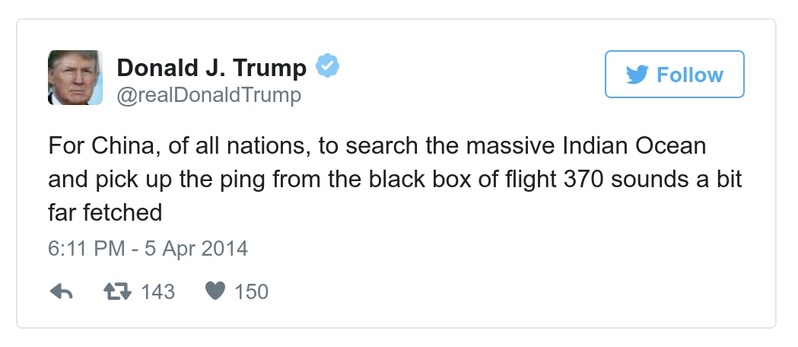 Donald J. Trump
@realDonaldTrump
Follow
For China, of all nations, to search the massive Indian Ocean
and pick up the ping from the black box of flight 370 sounds a bit
far fetched
6:11 PM - 5 Apr 2014
143 150